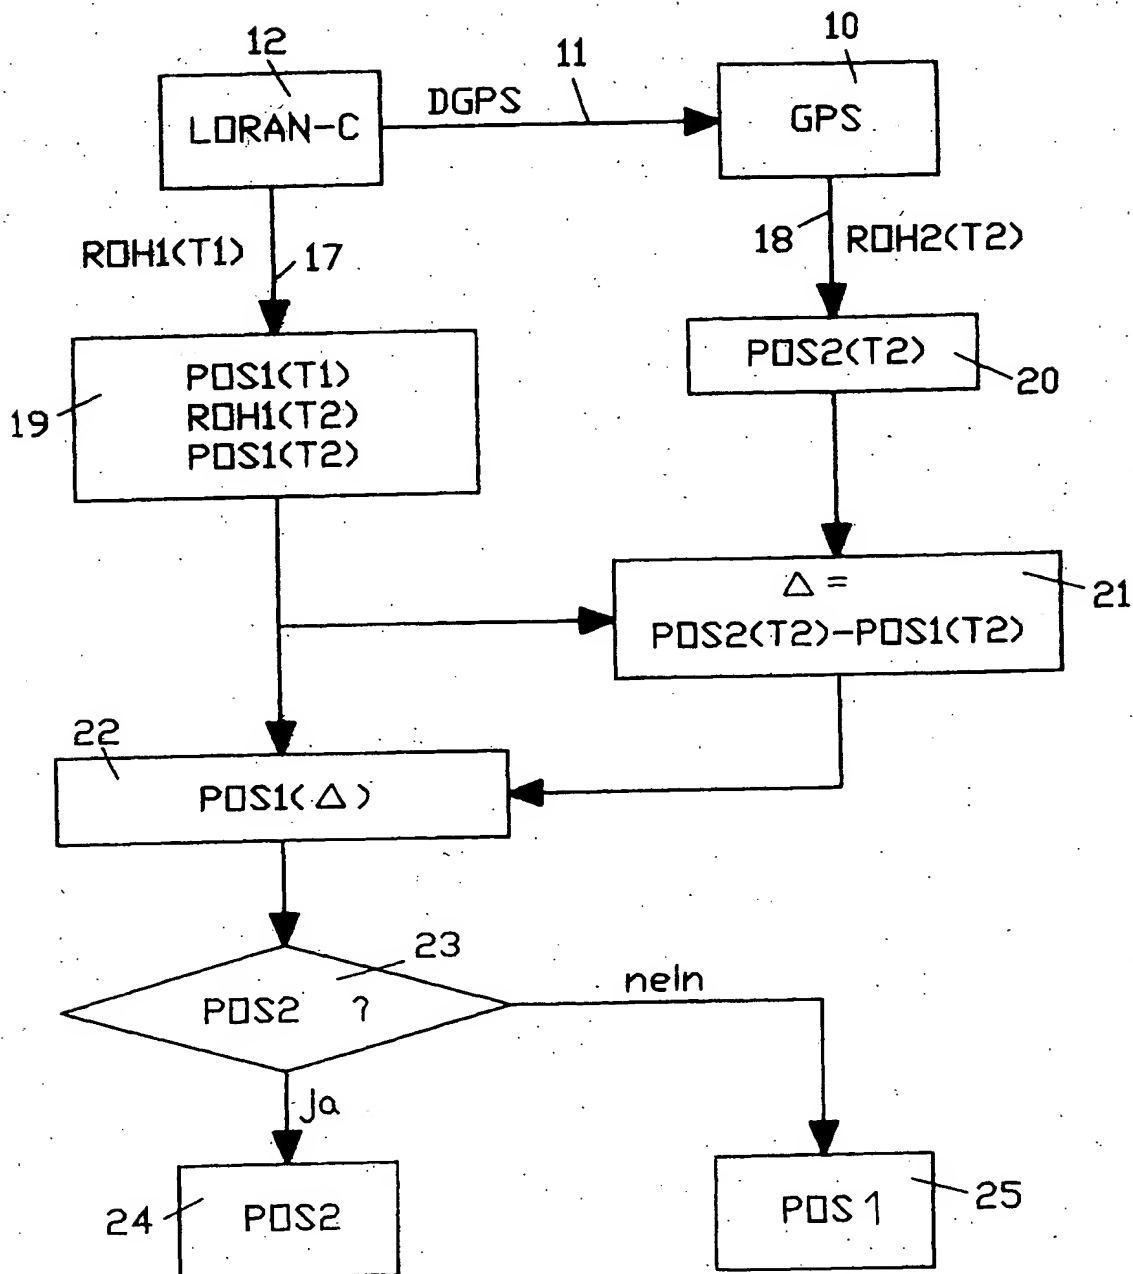 12
10
11
DGPS
LORAN-C
GPS
ROH1(T1)
17
18
ROH2(T2)
POS1(T1)
ROH1(T2)
POS1(T2)
19
POS2(T2)
20
Δ =
POS2(T2)-POS1(T2)
21
22
POS1(Δ)
23
POS2 ?
neIn
Ja
24
POS2
POS1
25